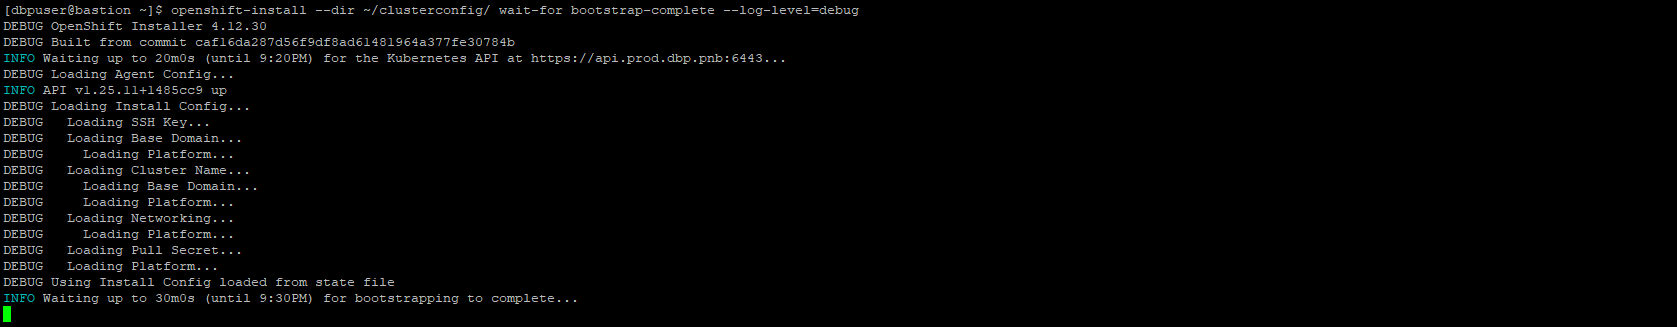 [dbpuser@bastion ~]$ openshift-install --dir ~/clusterconfig/ wait-for bootstrap-complete --log-level=debug
DEBUG OpenShift Installer 4.12.30
DEBUG Built from commit caf16da287d56f9df8ad61481964a377fe30784b
INFO Waiting up to 20m0s (until 9:20PM) for the Kubernetes API at https://api.prod.dbp.pnb:6443...
DEBUG Loading Agent Config...
INFO API v1.25.11+1485cc9 up
DEBUG Loading Install Config...
DEBUG   Loading SSH Key...
DEBUG   Loading Base Domain...
DEBUG     Loading Platform...
DEBUG   Loading Cluster Name...
DEBUG     Loading Base Domain...
DEBUG     Loading Platform...
DEBUG   Loading Networking...
DEBUG     Loading Platform...
DEBUG   Loading Pull Secret...
DEBUG   Loading Platform...
DEBUG Using Install Config loaded from state file
INFO Waiting up to 30m0s (until 9:30PM) for bootstrapping to complete...